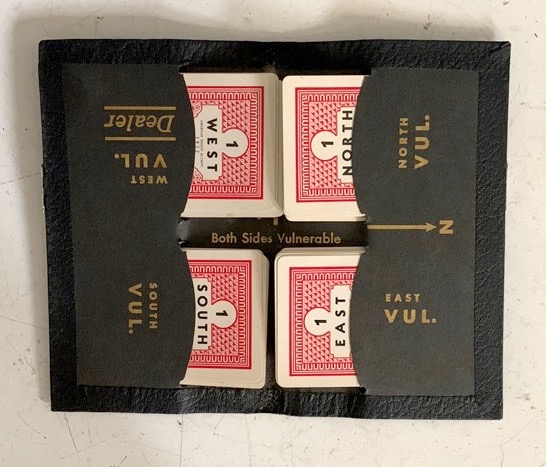 Dealer
WEST
VUL.
1
WEST
1
NORTH
NORTH
VUL.
Both Sides Vulnerable
N
SOUTH
VUL.
1
SOUTH
1
EAST
EAST
VUL.